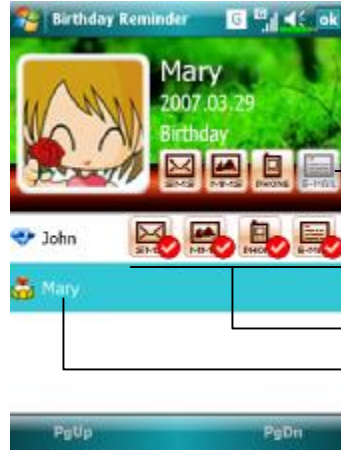 Birthday Reminder G ok
Mary
2007.03.29
Birthday
SMS MMS PHONE E-MAIL
John
Mary
PgUp PgDn